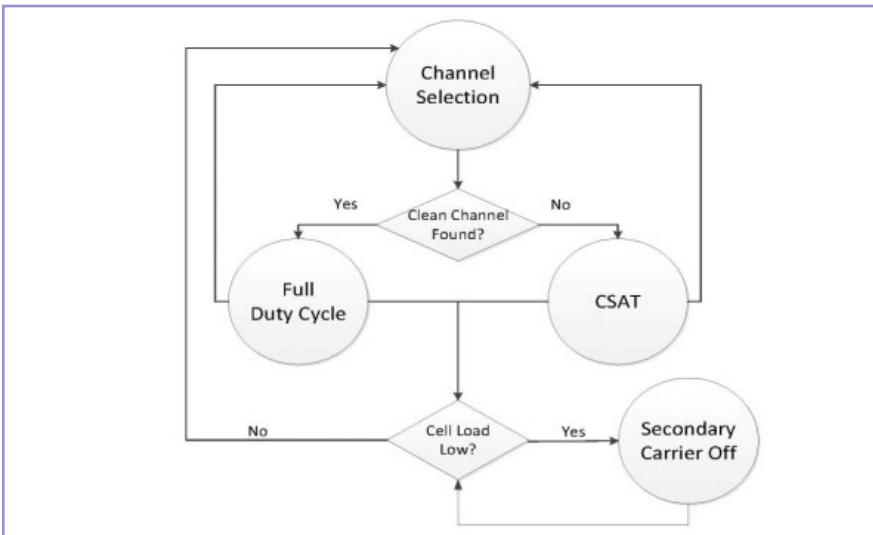 Channel
Selection
Yes
No
Clean Channel
Found?
Full
Duty Cycle
CSAT
No
Cell Load
Low?
Yes
Secondary
Carrier Off